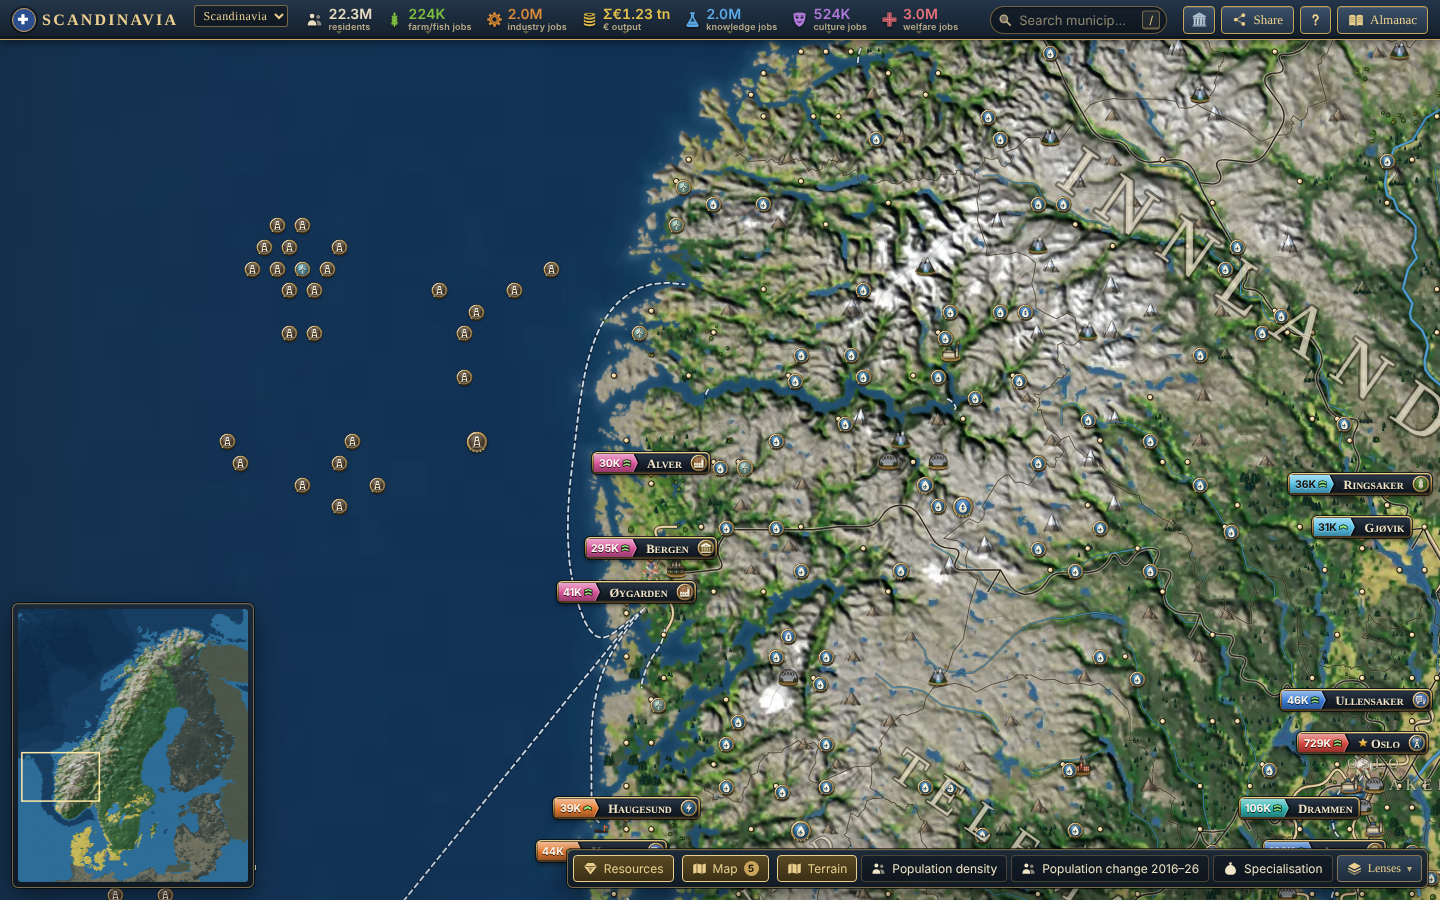 SCANDINAVIA
Scandinavia
22.3M
residents
224K
farm/fish jobs
2.0M
industry jobs
Σ€1.23 tn
€ output
2.0M
knowledge jobs
524K
culture jobs
3.0M
welfare jobs
Search municip...
/
Share
?
Almanac
INNLAND
30K ALVER
295K BERGEN
41K ØYGARDEN
36K RINGSAKER
31K GJØVIK
46K ULLENSAKER
729K OSLO
106K DRAMMEN
39K HAUGESUND
44K
TELE
Resources
Map 5
Terrain
Population density
Population change 2016–26
Specialisation
Lenses